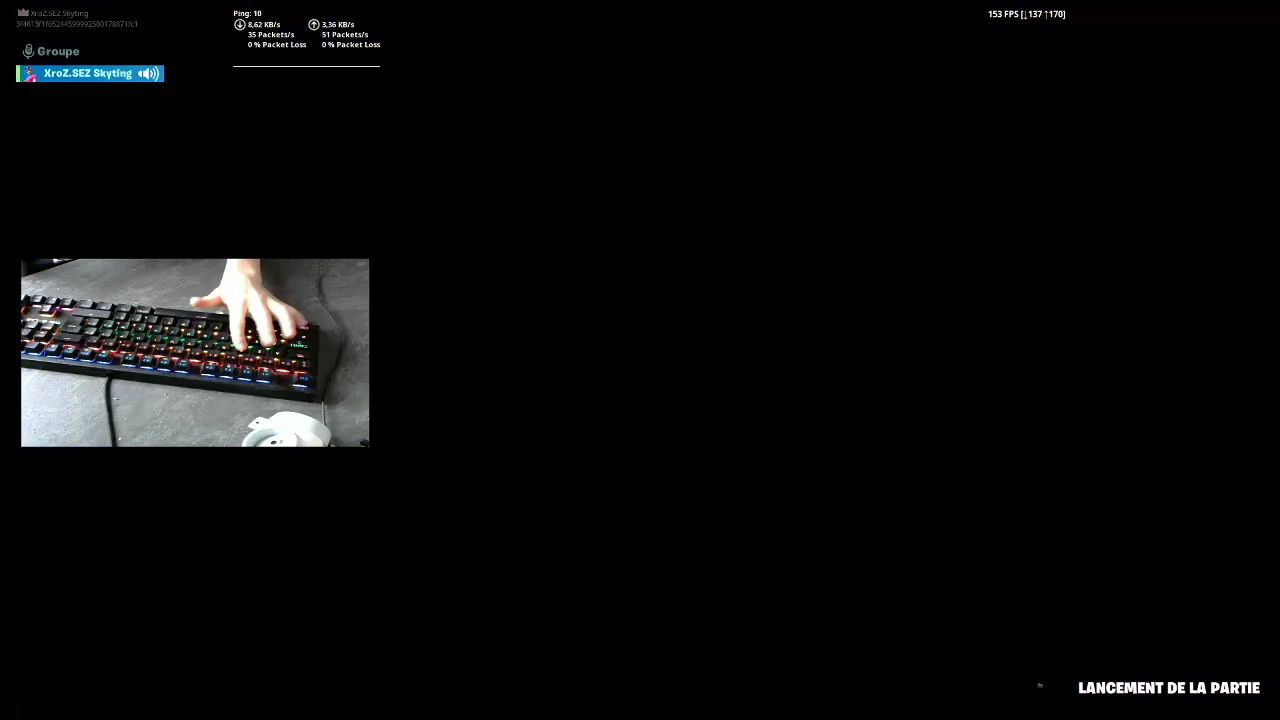 XroZ.SEZ Skyting
Ping: 10
153 FPS [↓137 ↑170]
8,62 KB/s
3,36 KB/s
35 Packets/s
51 Packets/s
0 % Packet Loss
0 % Packet Loss
Groupe
XroZ.SEZ Skyting
LANCEMENT DE LA PARTIE